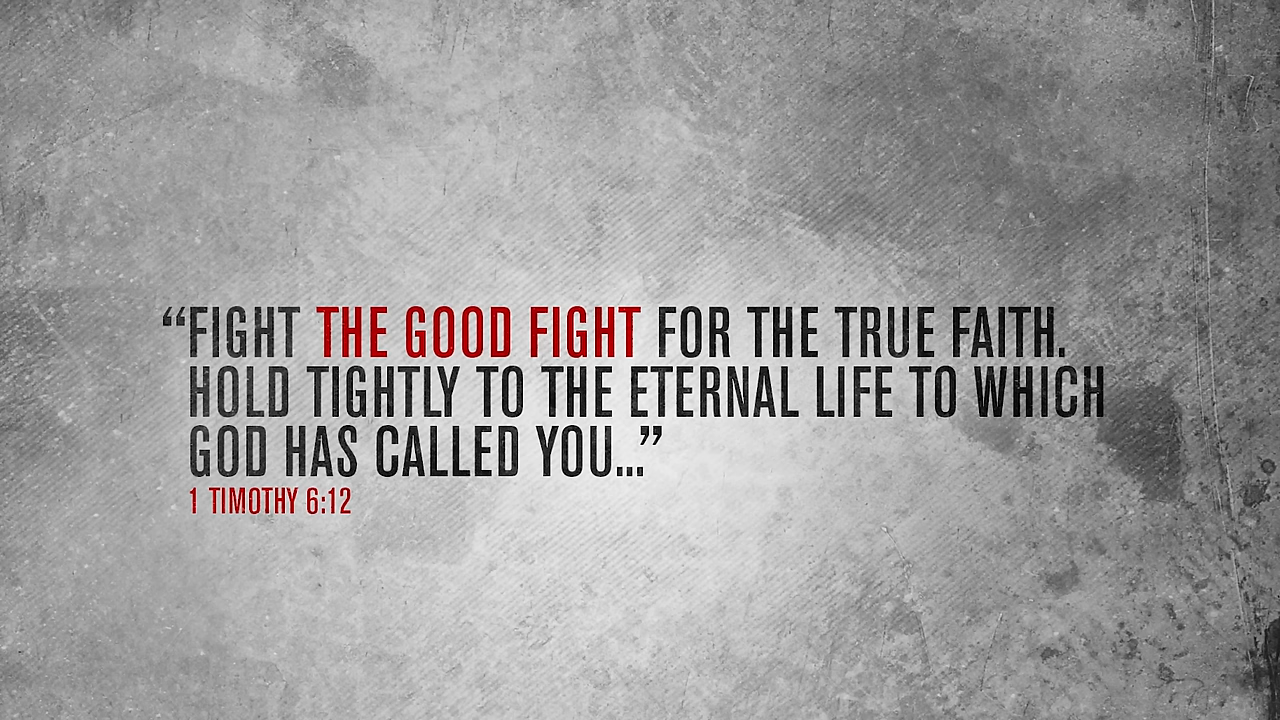 “FIGHT THE GOOD FIGHT FOR THE TRUE FAITH.
HOLD TIGHTLY TO THE ETERNAL LIFE TO WHICH
GOD HAS CALLED YOU...”
1 TIMOTHY 6:12